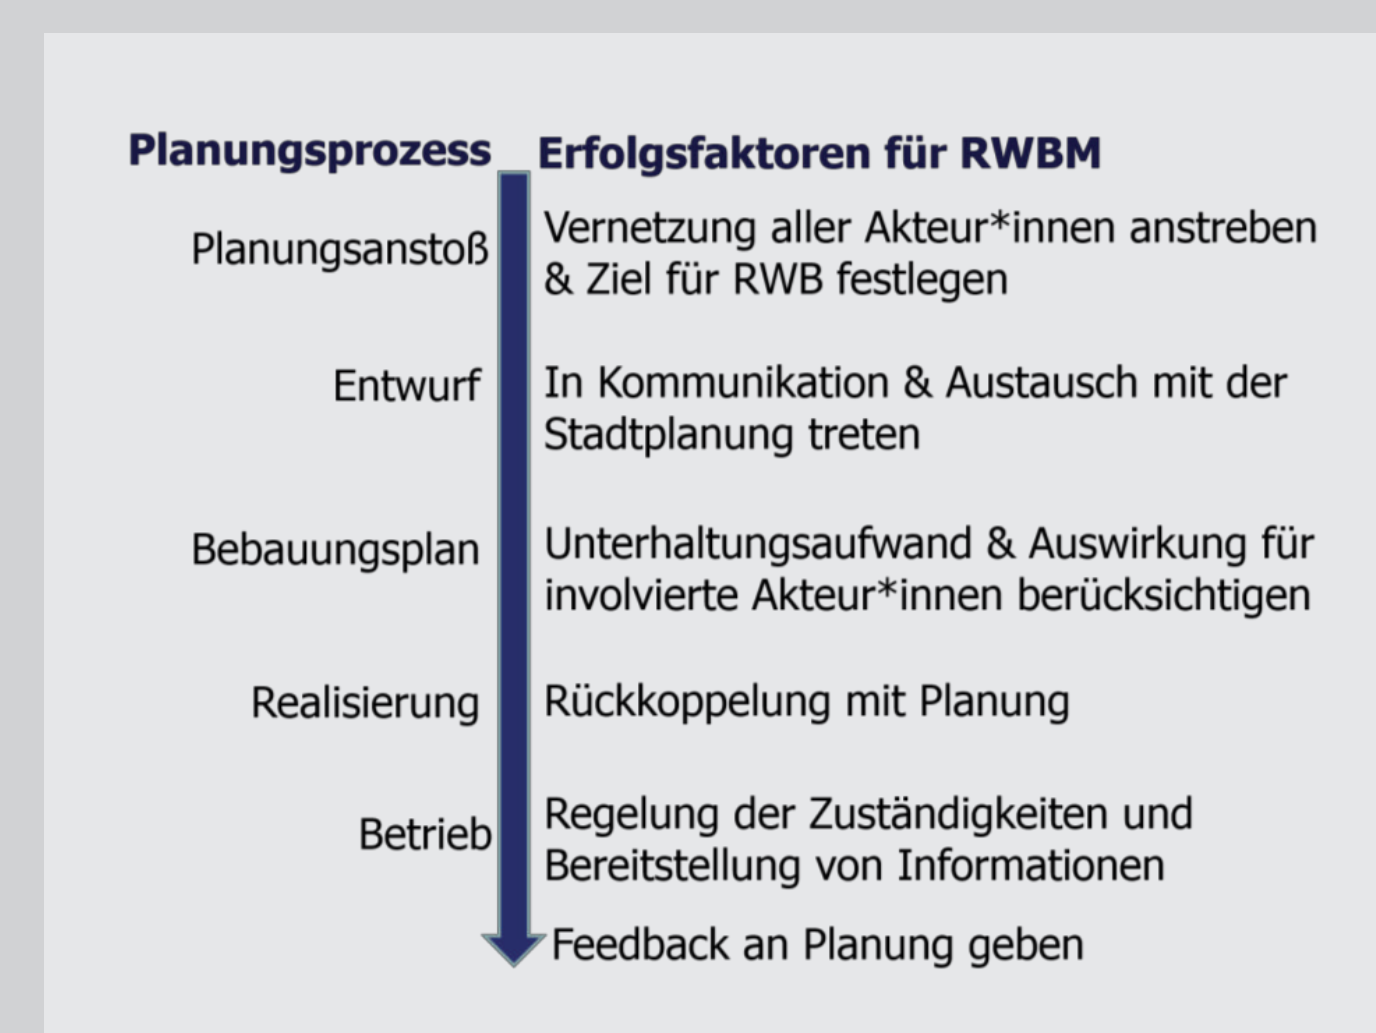 Planungsprozess Erfolgsfaktoren für RWBM
Planungsanstoß
Vernetzung aller Akteur*innen anstreben
& Ziel für RWB festlegen
Entwurf
In Kommunikation & Austausch mit der
Stadtplanung treten
Bebauungsplan
Unterhaltungsaufwand & Auswirkung für
involvierte Akteur*innen berücksichtigen
Realisierung
Rückkoppelung mit Planung
Betrieb
Regelung der Zuständigkeiten und
Bereitstellung von Informationen
Feedback an Planung geben